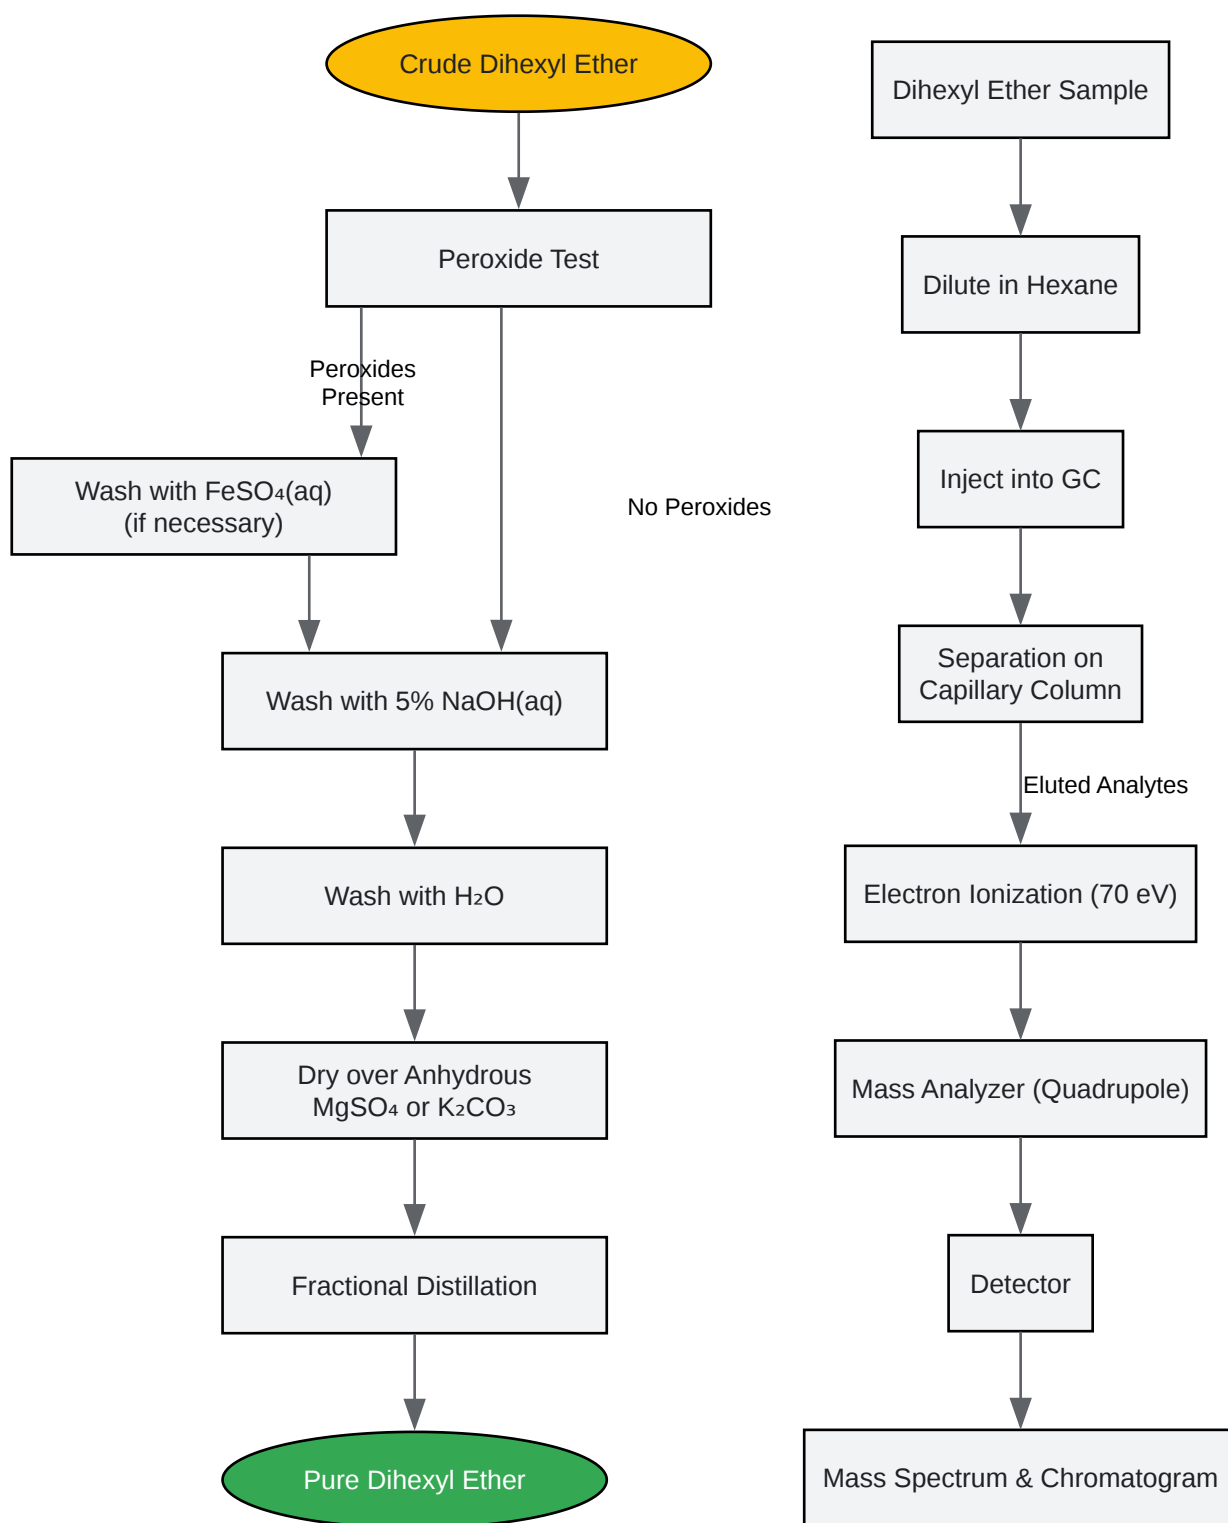 Crude Dihexyl Ether
Peroxide Test
Peroxides
Present
Wash with FeSO₄(aq)
(if necessary)
No Peroxides
Wash with 5% NaOH(aq)
Wash with H₂O
Dry over Anhydrous
MgSO₄ or K₂CO₃
Fractional Distillation
Pure Dihexyl Ether
Dihexyl Ether Sample
Dilute in Hexane
Inject into GC
Separation on
Capillary Column
Eluted Analytes
Electron Ionization (70 eV)
Mass Analyzer (Quadrupole)
Detector
Mass Spectrum & Chromatogram